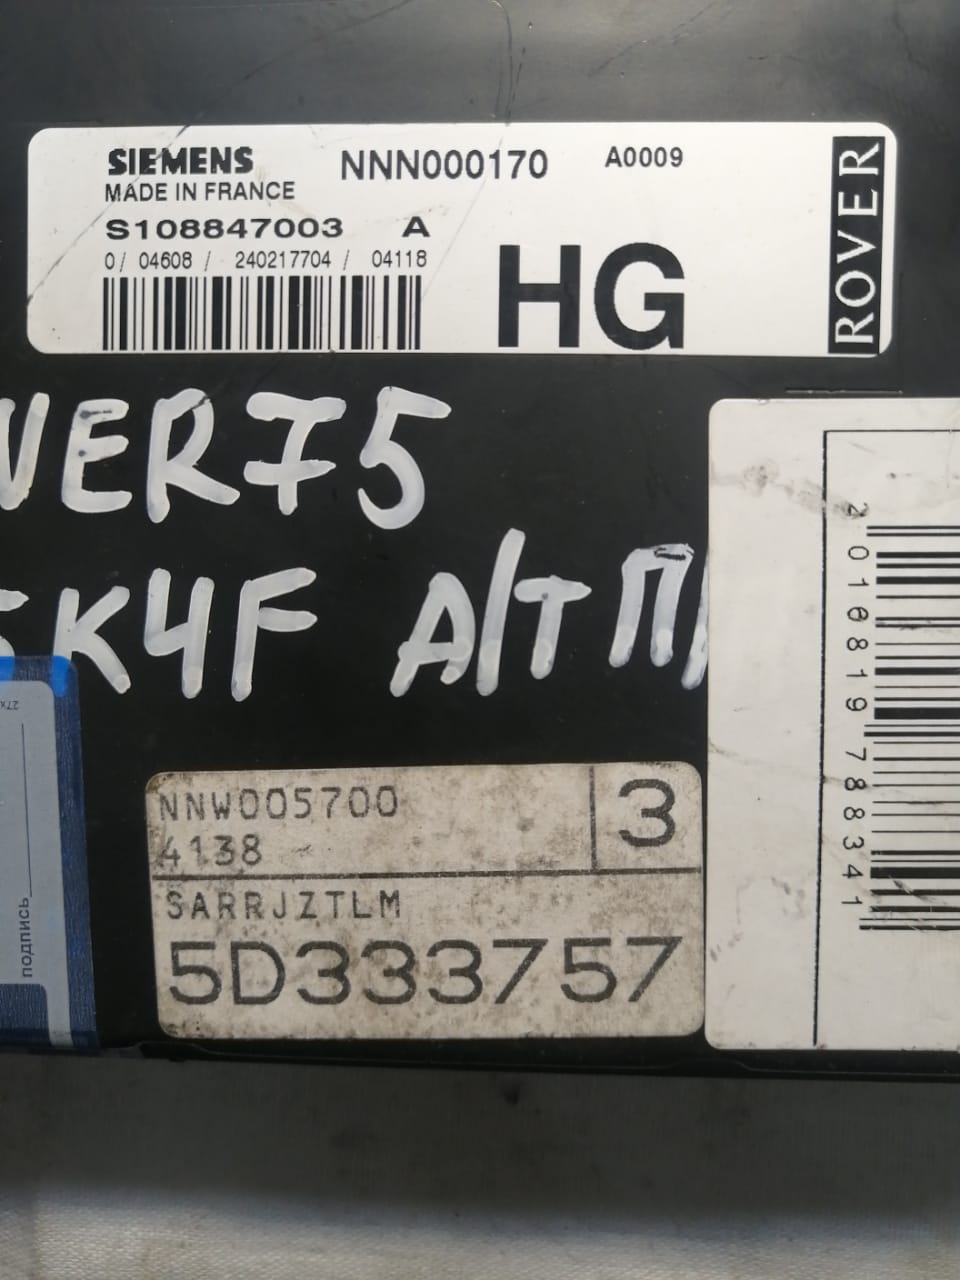 SIEMENS NNN000170 A0009
MADE IN FRANCE
S108847003 A
0/ 04608 / 240217704 / 04118
HG
ROVER
VER75
K4F A/T
NNW005700 3
4138
SARRJZTLM
5D333757
2010819788341
подпись